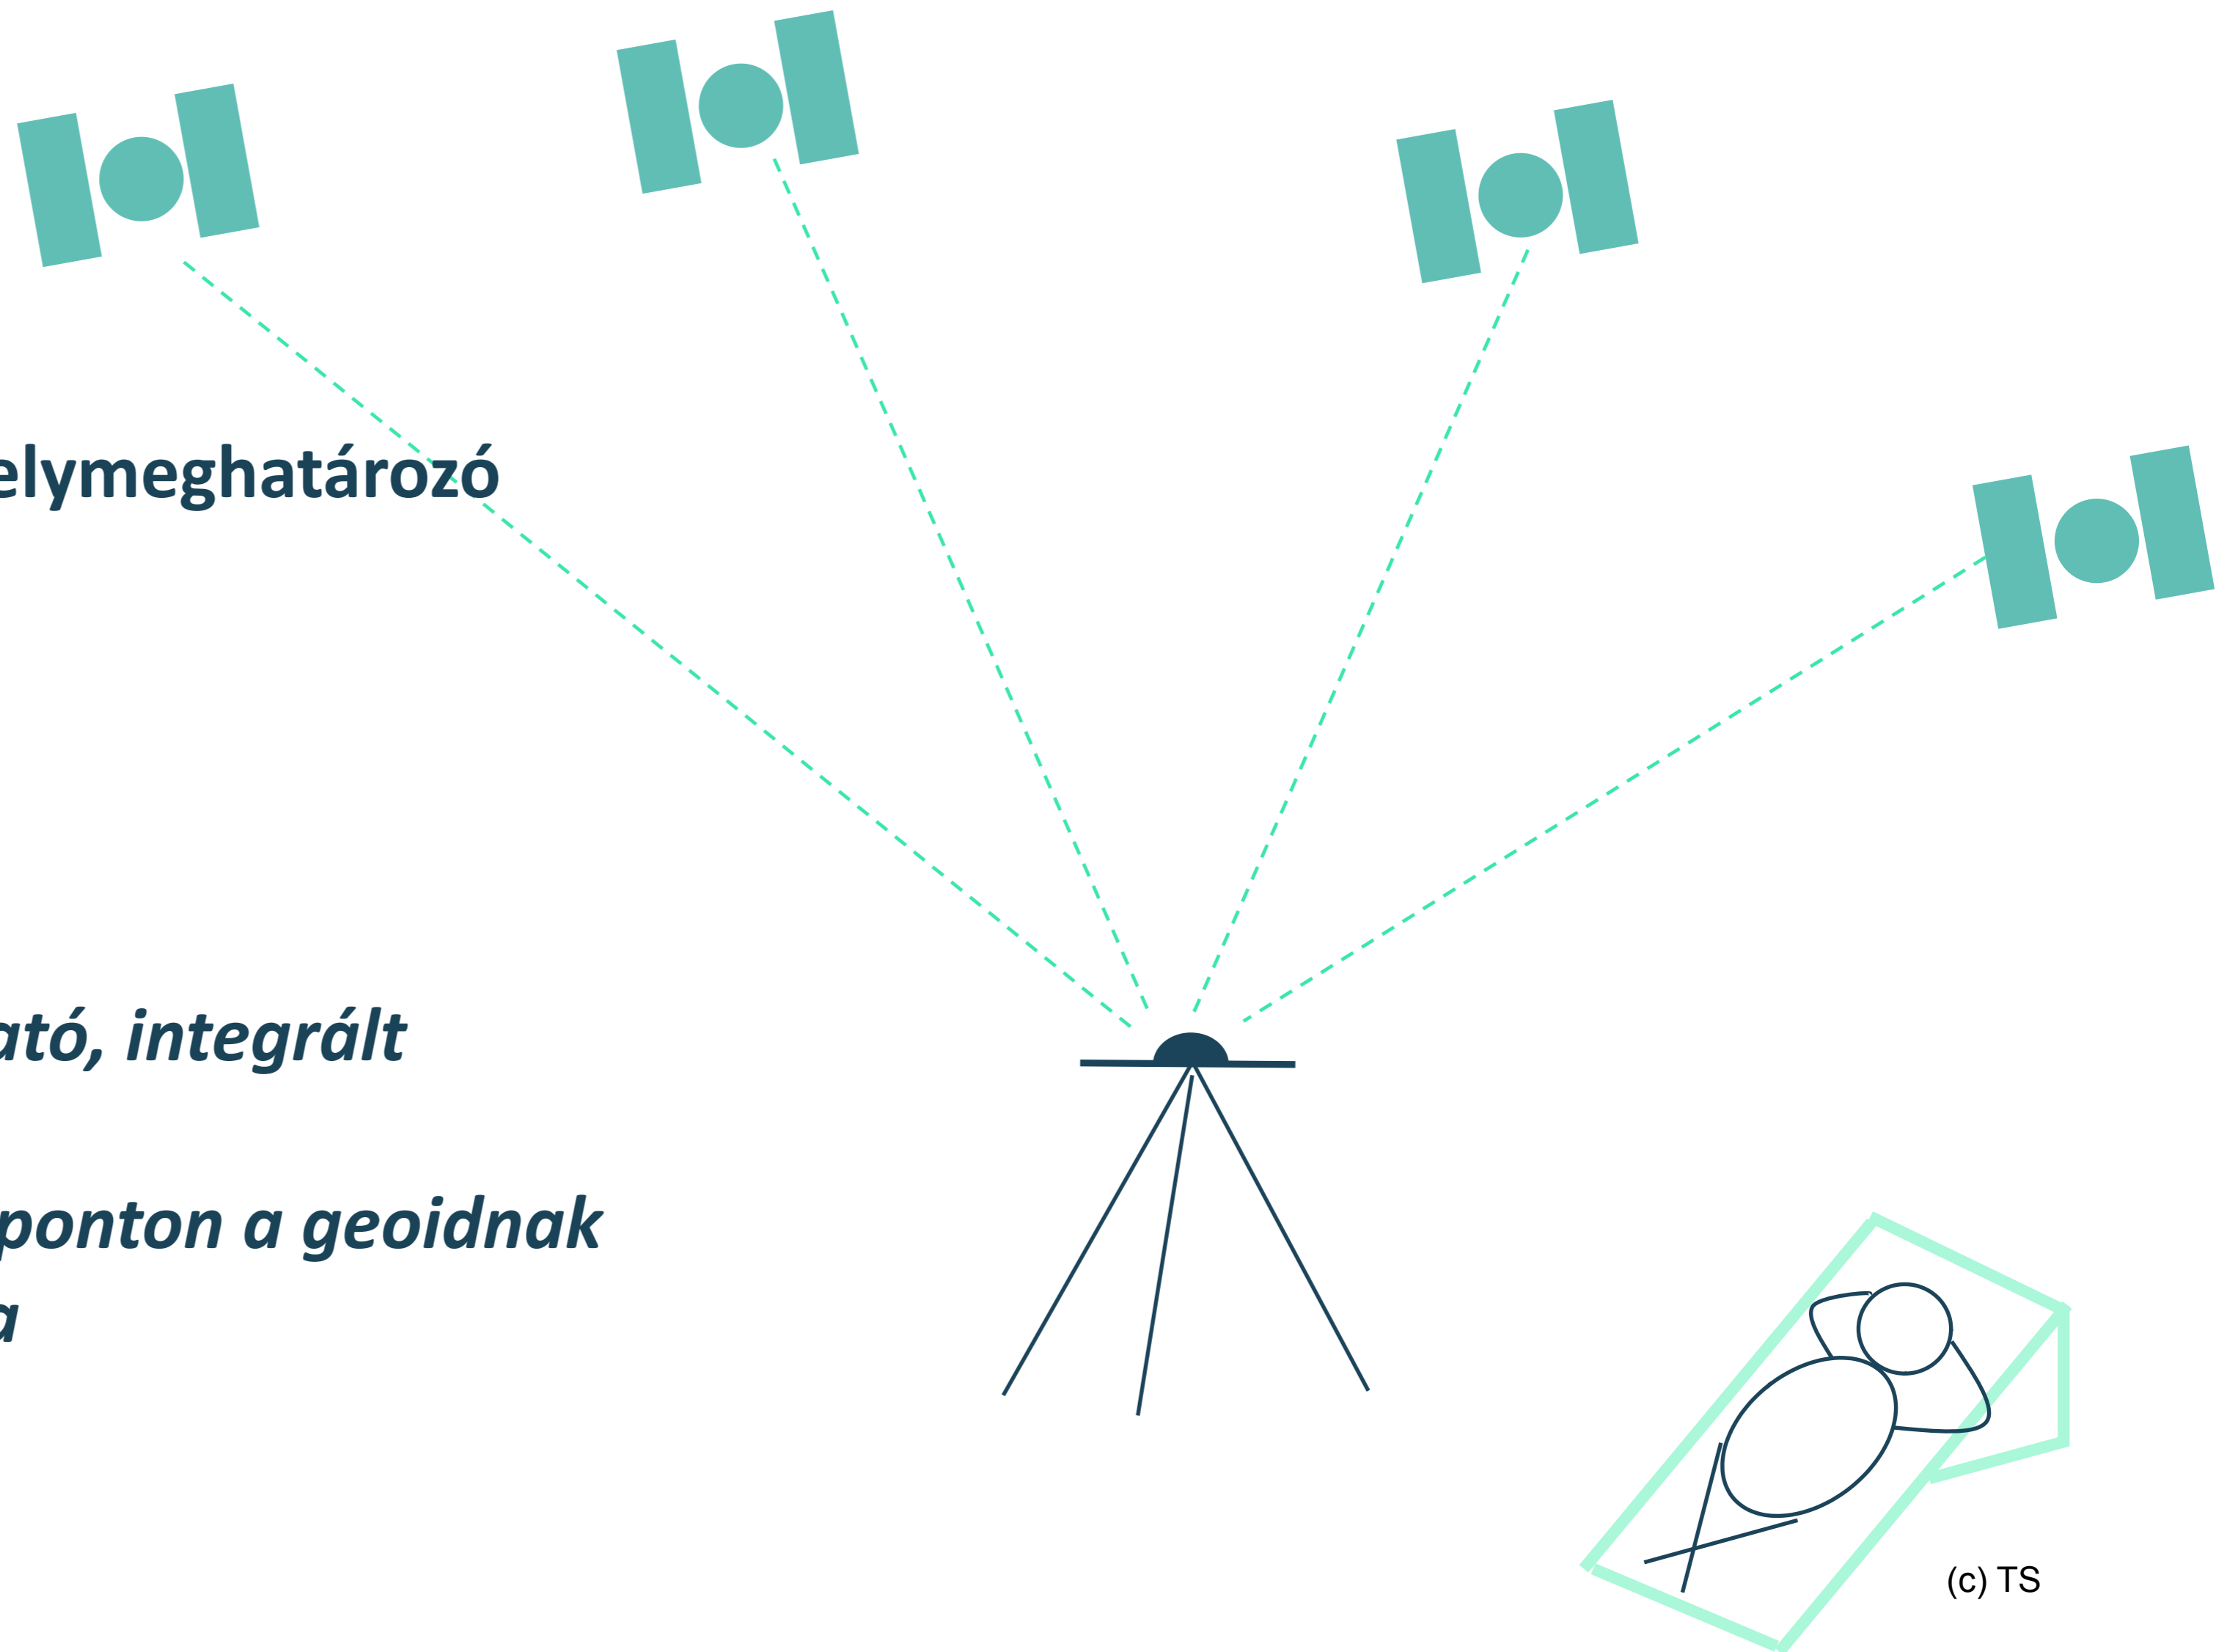 elymeghatározó
ató, integrált
ponton a geoidnak
a
(c) TS